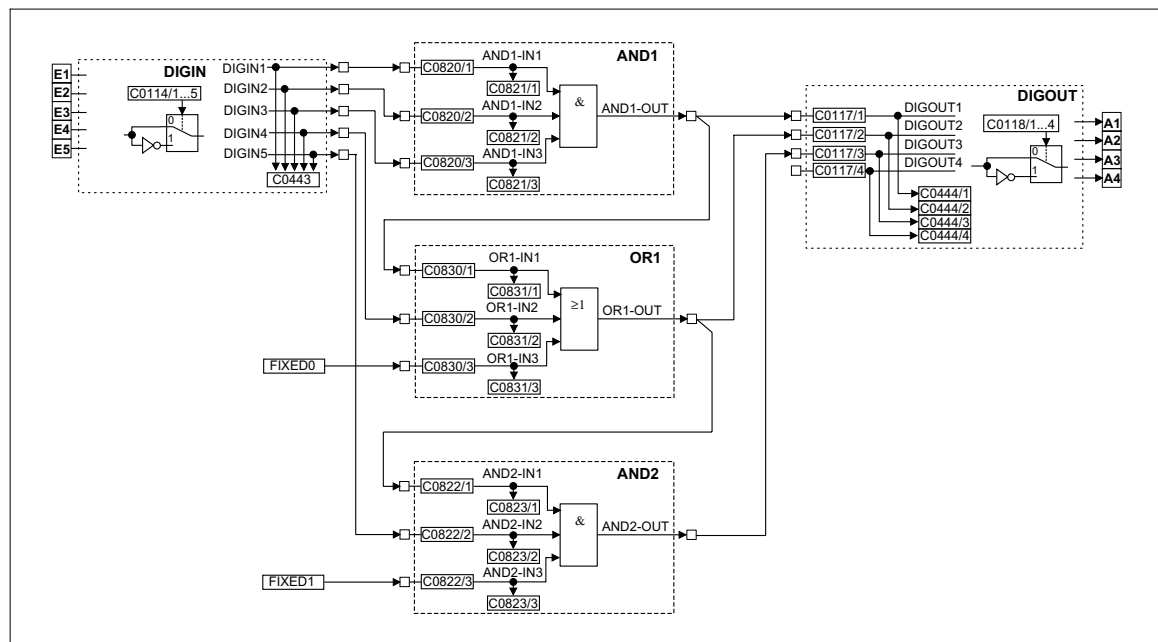 E1
E2
E3
E4
E5
DIGIN
C0114/1...5
0
1
DIGIN1
DIGIN2
DIGIN3
DIGIN4
DIGIN5
C0443
AND1
C0820/1
AND1-IN1
C0821/1
C0820/2
AND1-IN2
C0821/2
C0820/3
AND1-IN3
C0821/3
&
AND1-OUT
OR1
C0830/1
OR1-IN1
C0831/1
C0830/2
OR1-IN2
C0831/2
FIXED0
C0830/3
OR1-IN3
C0831/3
≥1
OR1-OUT
AND2
C0822/1
AND2-IN1
C0823/1
C0822/2
AND2-IN2
C0823/2
FIXED1
C0822/3
AND2-IN3
C0823/3
&
AND2-OUT
DIGOUT
C0117/1
C0117/2
C0117/3
C0117/4
DIGOUT1
DIGOUT2
DIGOUT3
DIGOUT4
C0444/1
C0444/2
C0444/3
C0444/4
C0118/1...4
0
1
A1
A2
A3
A4